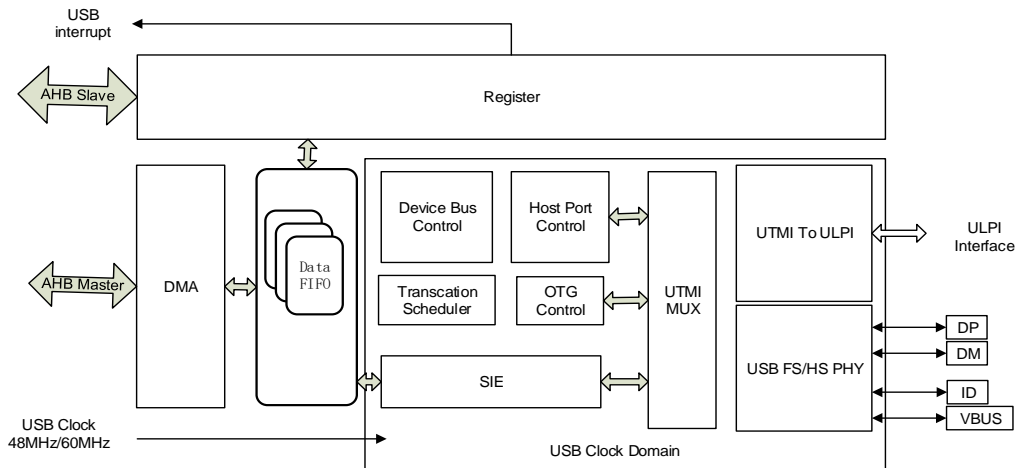 USB
interrupt
AHB Slave
Register
Device Bus
Control
Host Port
Control
UTMI To ULPI
ULPI
Interface
Data
FIFO
AHB Master
DMA
Transcation
Scheduler
OTG
Control
UTMI
MUX
DP
DM
USB FS/HS PHY
SIE
ID
VBUS
USB Clock
48MHz/60MHz
USB Clock Domain